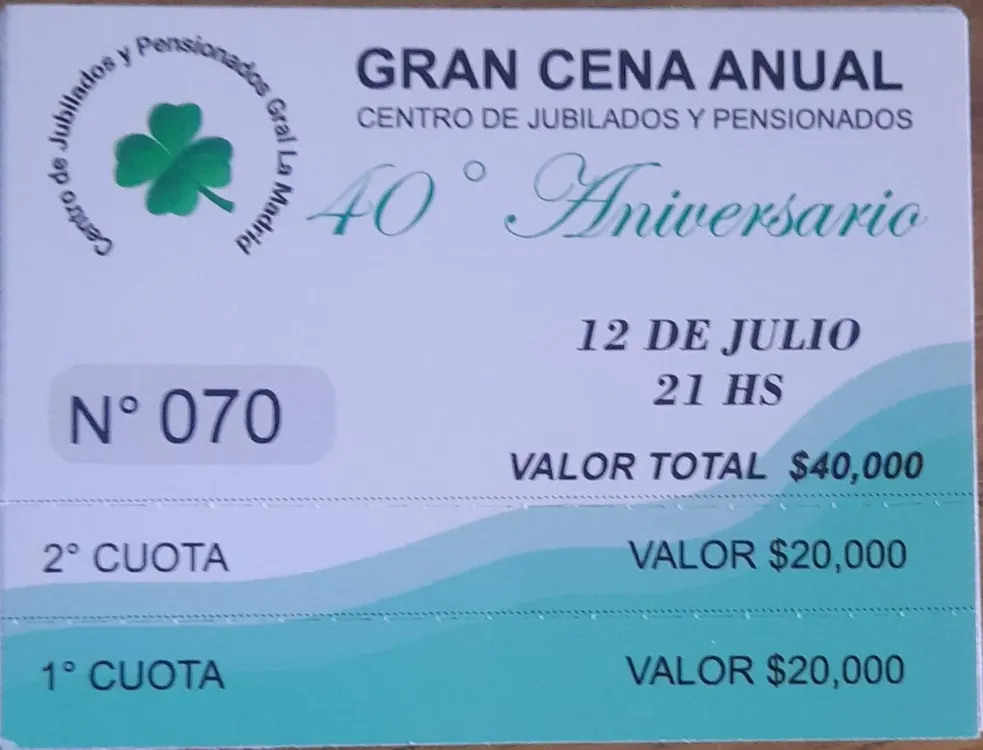 Centro de Jubilados y Pensionados Gral La Madrid
GRAN CENA ANUAL
CENTRO DE JUBILADOS Y PENSIONADOS
40° Aniversario
12 DE JULIO
21 HS
N° 070
VALOR TOTAL $40,000
2° CUOTA VALOR $20,000
1° CUOTA VALOR $20,000